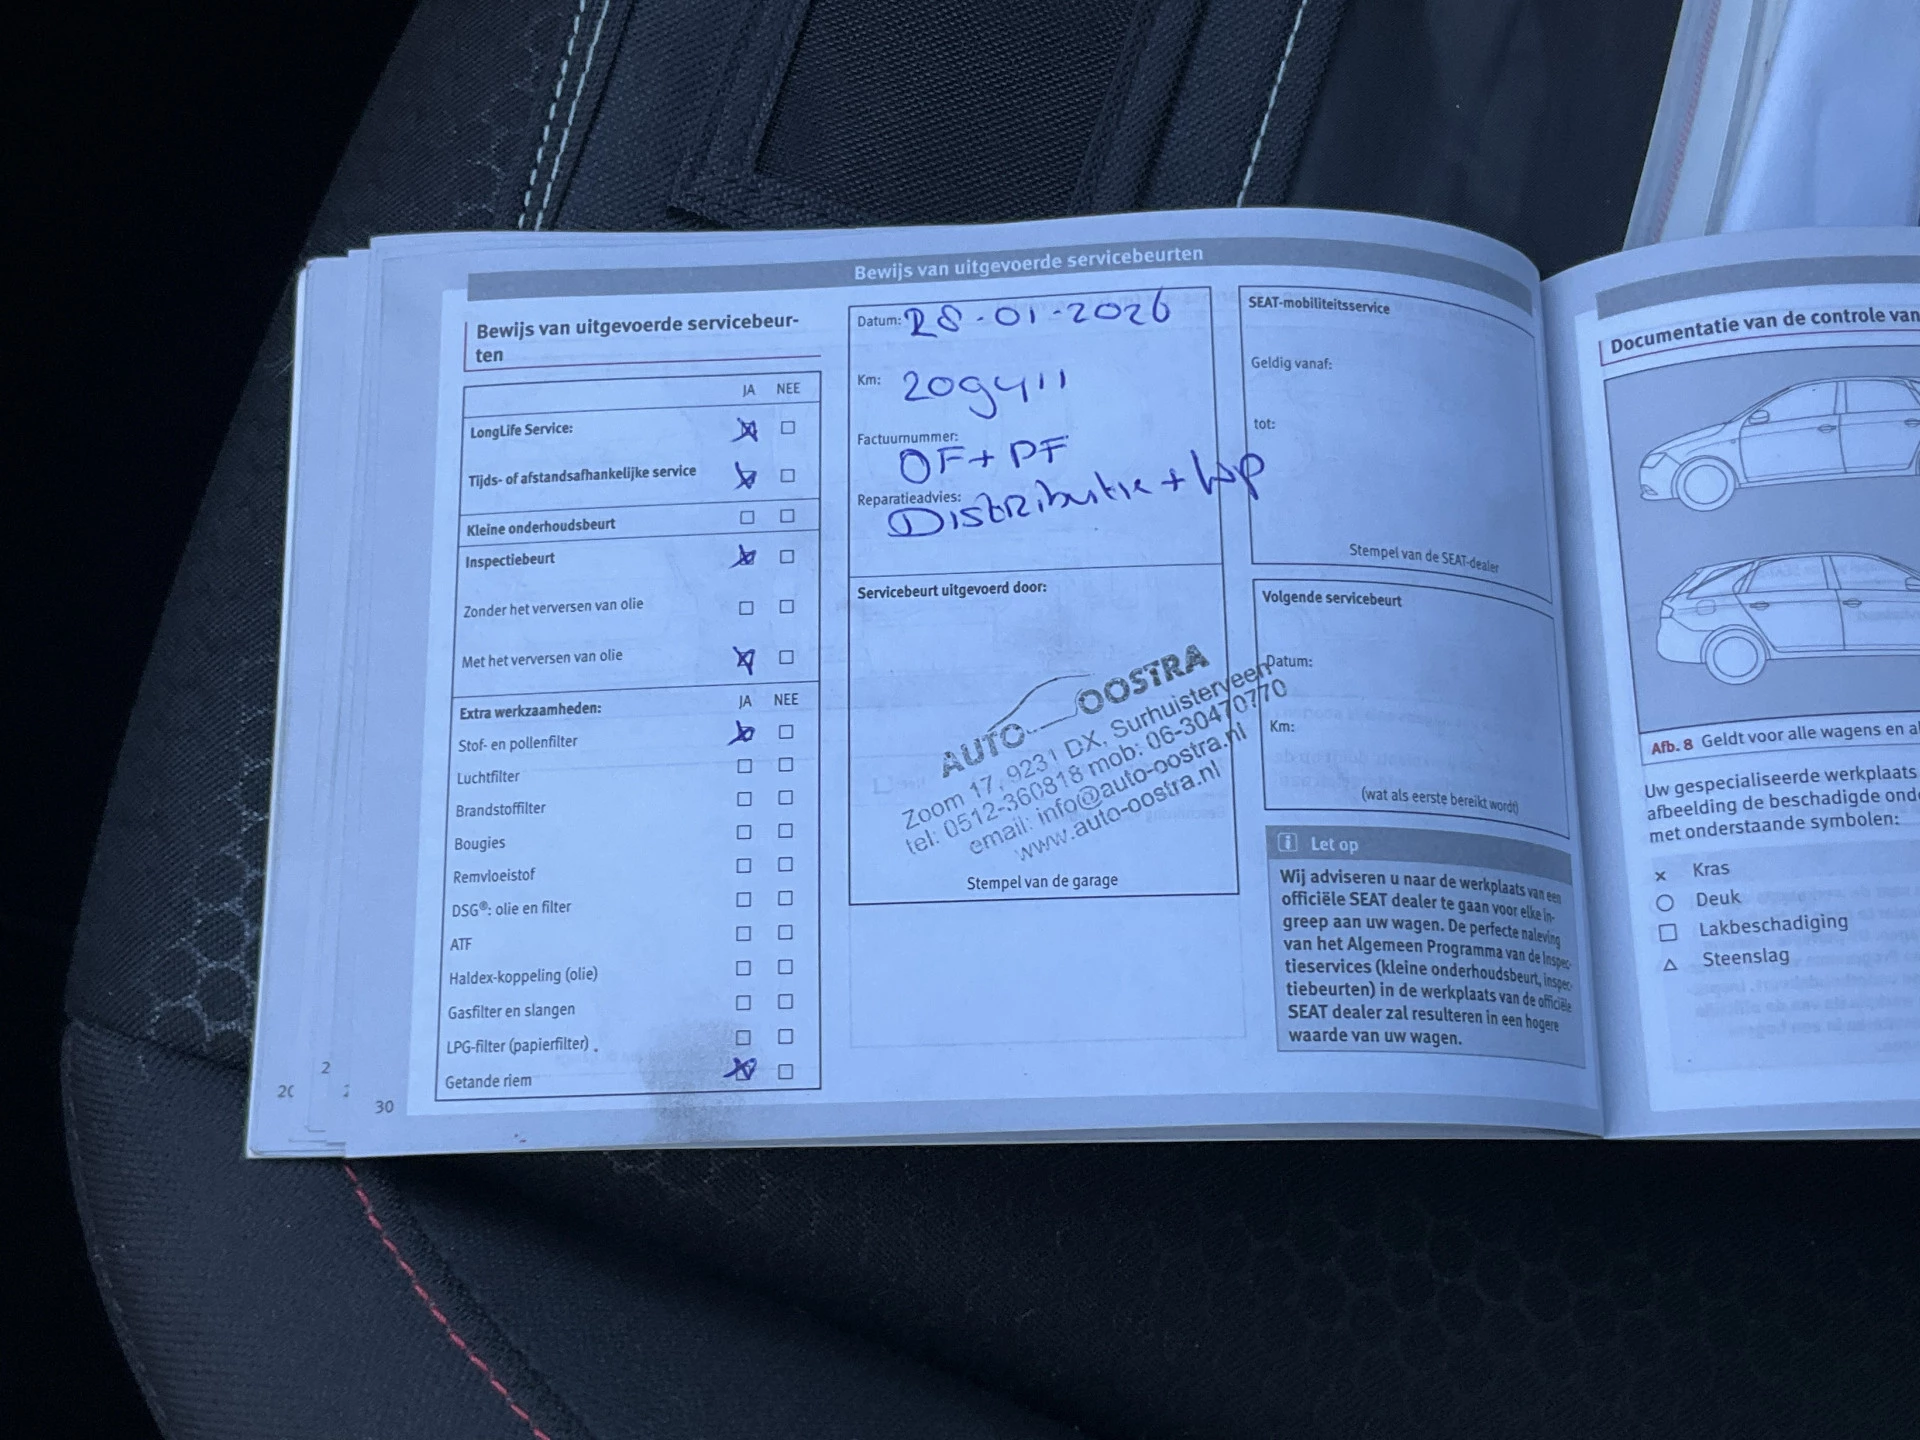 Bewijs van uitgevoerde servicebeurten
Bewijs van uitgevoerde servicebeur-
ten
JA NEE
LongLife Service:
Tijds- of afstandsafhankelijke service
Kleine onderhoudsbeurt
Inspectiebeurt
Zonder het verversen van olie
Met het verversen van olie
Extra werkzaamheden: JA NEE
Stof- en pollenfilter
Luchtfilter
Brandstoffilter
Bougies
Remvloeistof
DSG®: olie en filter
ATF
Haldex-koppeling (olie)
Gasfilter en slangen
LPG-filter (papierfilter)
Getande riem
30
2
20
Datum: 28-01-2026
Km: 209411
Factuurnummer:
OF + PF
Reparatieadvies:
Distributie + Wp
Servicebeurt uitgevoerd door:
AUTO OOSTRA
Zoom 17, 9231 DX, Surhuisterveen
tel: 0512-360818 mob: 06-30470770
email: info@auto-oostra.nl
www.auto-oostra.nl
Stempel van de garage
SEAT-mobiliteitsservice
Geldig vanaf:
tot:
Stempel van de SEAT-dealer
Volgende servicebeurt
Datum:
Km:
(wat als eerste bereikt wordt)
i Let op
Wij adviseren u naar de werkplaats van een
officiële SEAT dealer te gaan voor elke in-
greep aan uw wagen. De perfecte naleving
van het Algemeen Programma van de Inspec-
tieservices (kleine onderhoudsbeurt, inspec-
tiebeurten) in de werkplaats van de officiële
SEAT dealer zal resulteren in een hogere
waarde van uw wagen.
Documentatie van de controle van
Afb. 8 Geldt voor alle wagens en
Uw gespecialiseerde werkplaats
afbeelding de beschadigde
met onderstaande symbolen:
x Kras
○ Deuk
□ Lakbeschadiging
△ Steenslag